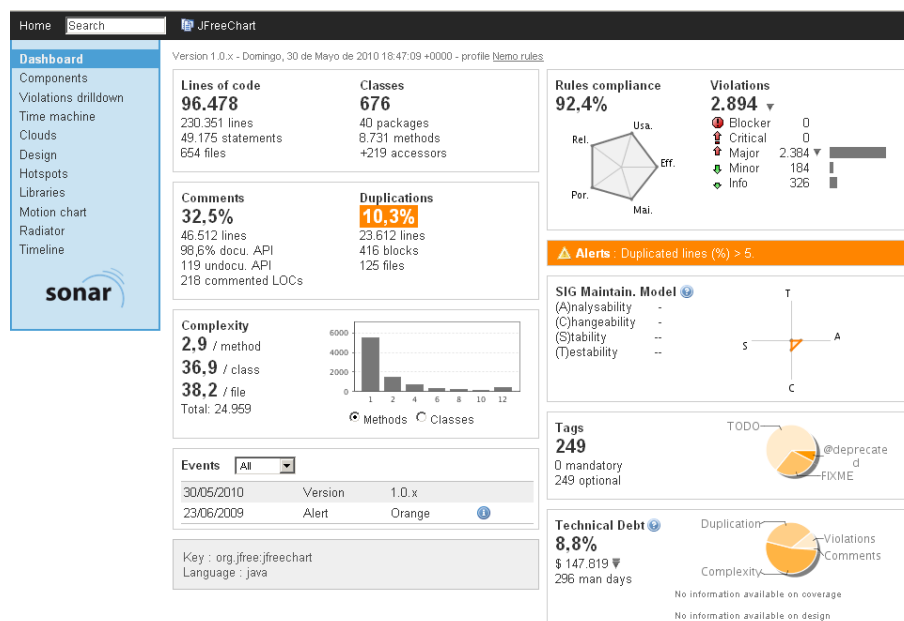 Home Search JFreeChart
Dashboard
Components
Violations drilldown
Time machine
Clouds
Design
Hotspots
Libraries
Motion chart
Radiator
Timeline
sonar
Version 1.0.x - Domingo, 30 de Mayo de 2010 18:47:09 +0000 - profile Nemo rules
Lines of code
96.478
230.351 lines
49.175 statements
654 files
Classes
676
40 packages
8.731 methods
+219 accessors
Comments
32,5%
46.512 lines
98,6% docu. API
119 undocu. API
218 commented LOCs
Duplications
10,3%
23.612 lines
416 blocks
125 files
Complexity
2,9 / method
36,9 / class
38,2 / file
Total: 24.959
6000
4000
2000
0
1 2 4 6 8 10 12
Methods Classes
Events All
30/05/2010 Version 1.0.x
23/06/2009 Alert Orange
Key : org.jfree:jfreechart
Language : java
Rules compliance
92,4%
Usa.
Rel.
Eff.
Por.
Mai.
Violations
2.894
Blocker 0
Critical 0
Major 2.384
Minor 184
Info 326
Alerts : Duplicated lines (%) > 5.
SIG Maintain. Model
(A)nalysability -
(C)hangeability -
(S)tability --
(T)estability --
T
A
S
C
Tags
249
0 mandatory
249 optional
TODO
@deprecate
d
FIXME
Technical Debt
8,8%
$ 147.819
296 man days
Duplication
Violations
Comments
Complexity
No information available on coverage
No information available on design